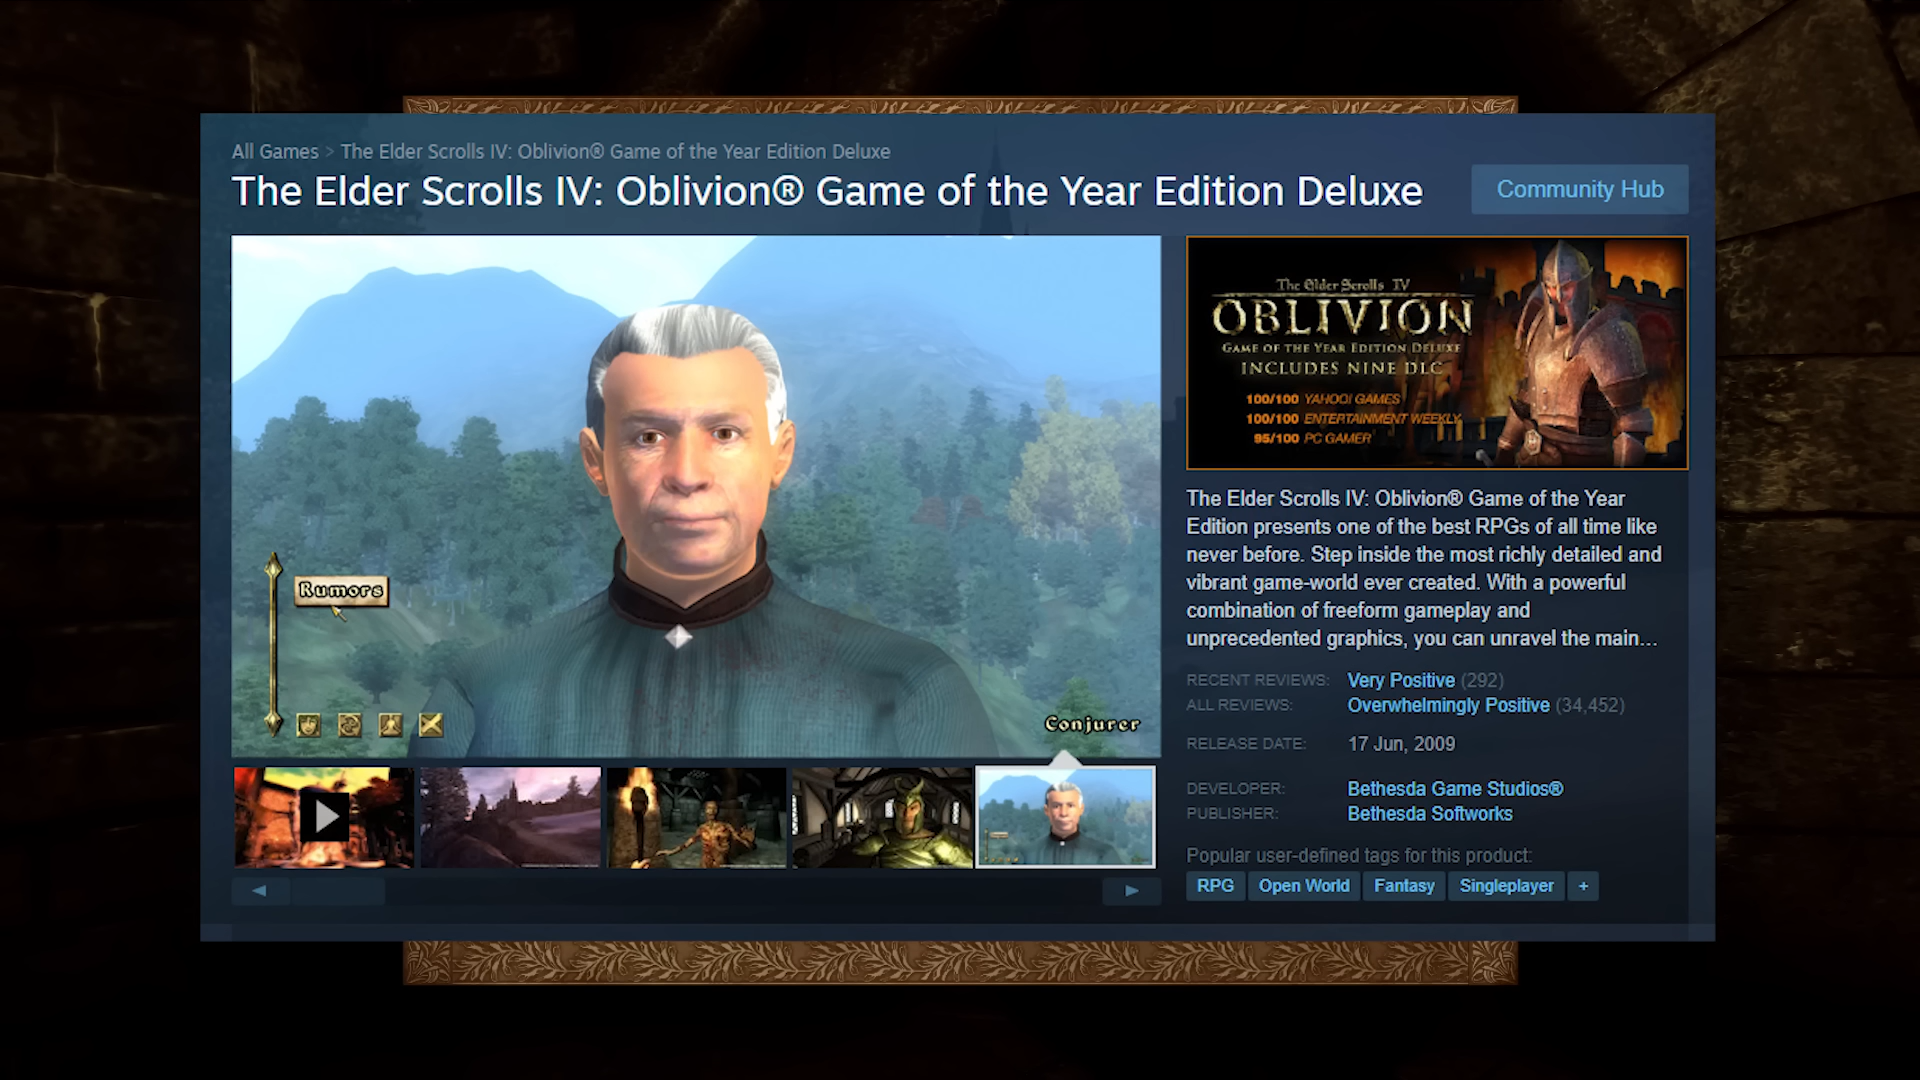 All Games > The Elder Scrolls IV: Oblivion® Game of the Year Edition Deluxe
The Elder Scrolls IV: Oblivion® Game of the Year Edition Deluxe
Community Hub
Rumors
Conjurer
The Elder Scrolls IV
OBLIVION
GAME OF THE YEAR EDITION DELUXE
INCLUDES NINE DLC
100/100 YAHOO! GAMES
100/100 ENTERTAINMENT WEEKLY
95/100 PC GAMER
The Elder Scrolls IV: Oblivion® Game of the Year
Edition presents one of the best RPGs of all time like
never before. Step inside the most richly detailed and
vibrant game-world ever created. With a powerful
combination of freeform gameplay and
unprecedented graphics, you can unravel the main...
RECENT REVIEWS: Very Positive (292)
ALL REVIEWS: Overwhelmingly Positive (34,452)
RELEASE DATE: 17 Jun, 2009
DEVELOPER: Bethesda Game Studios®
PUBLISHER: Bethesda Softworks
Popular user-defined tags for this product:
RPG Open World Fantasy Singleplayer +